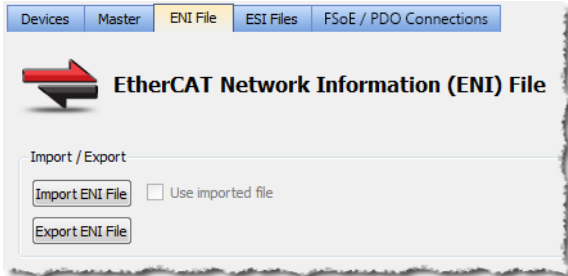 Devices Master ENI File ESI Files FSoE / PDO Connections
EtherCAT Network Information (ENI) File
Import / Export
Import ENI File Use imported file
Export ENI File